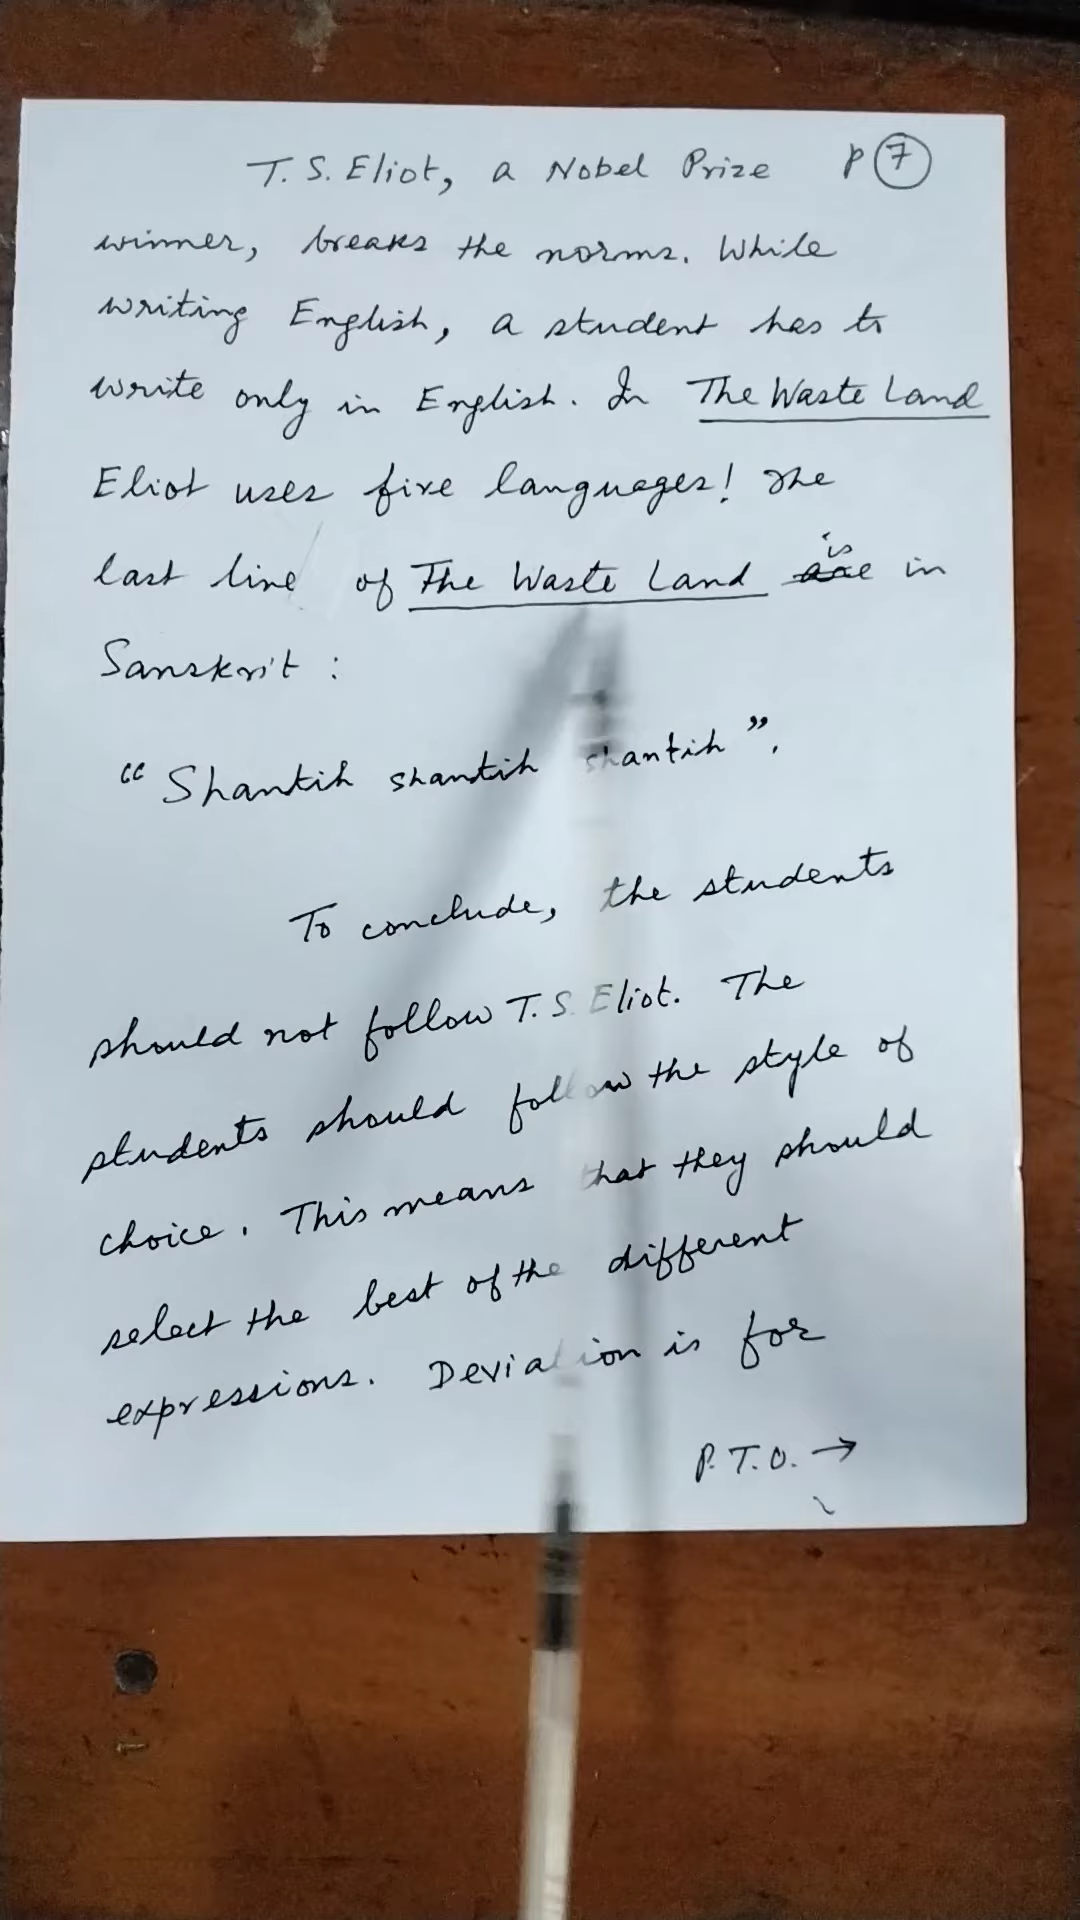 T. S. Eliot, a Nobel Prize P 7
winner, breaks the norms. While
writing English, a student has to
write only in English. In The Waste Land
Eliot uses five languages! The
last line of The Waste Land are is in
Sanskrit :
“Shantih shantih shantih”.
To conclude, the students
should not follow T. S. Eliot. The
students should follow the style of
choice. This means that they should
select the best of the different
expressions. Deviation is for
P. T. O. →